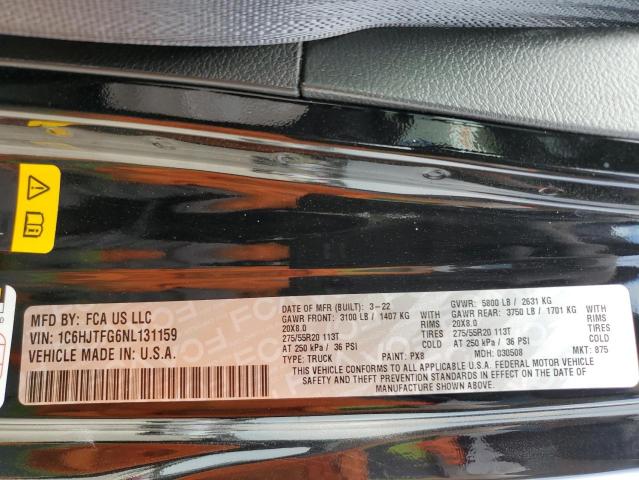 MFD BY: FCA US LLC
VIN: 1C6HJTFG6NL131159
VEHICLE MADE IN U.S.A.
DATE OF MFR (BUILT): 3-22 GVWR: 5800 LB / 2631 KG
GAWR FRONT: 3100 LB / 1407 KG WITH GAWR REAR: 3750 LB / 1701 KG WITH
20X8.0 RIMS 20X8.0 RIMS
275/55R20 113T TIRES 275/55R20 113T TIRES
AT 250 kPa / 36 PSI COLD AT 250 kPa / 36 PSI COLD
TYPE: TRUCK PAINT: PX8 MDH: 030508 MKT: 875
THIS VEHICLE CONFORMS TO ALL APPLICABLE U.S.A. FEDERAL MOTOR VEHICLE
SAFETY AND THEFT PREVENTION STANDARDS IN EFFECT ON THE DATE OF
MANUFACTURE SHOWN ABOVE.